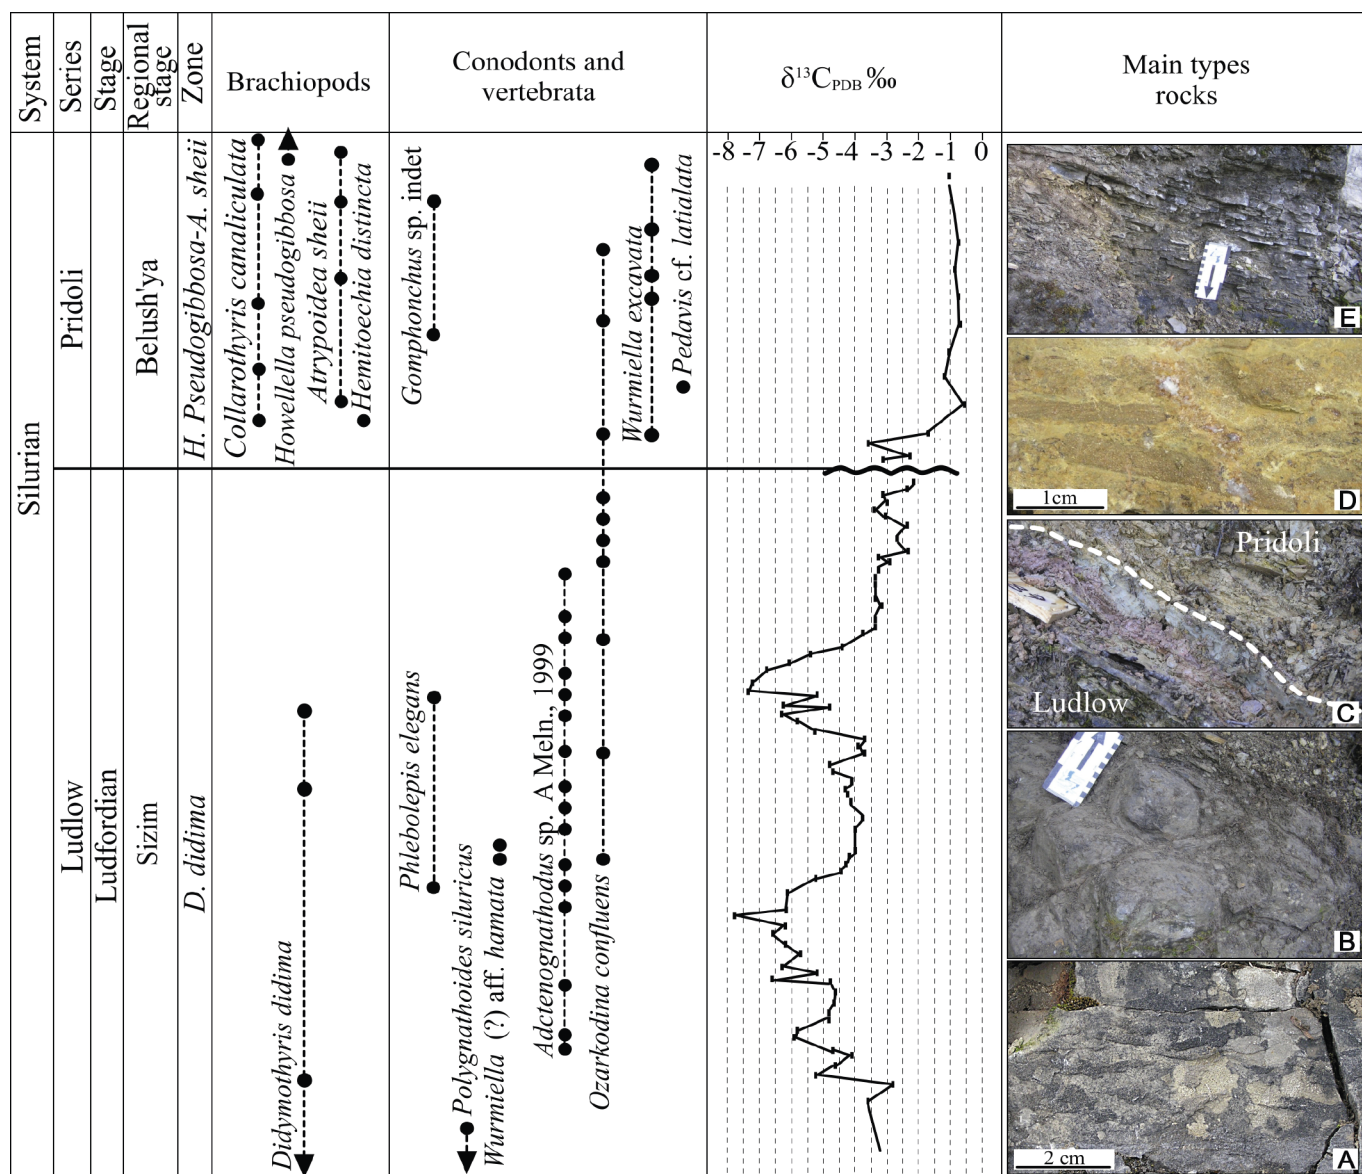 System
Series
Stage
Regional
stage
Zone
Brachiopods
Conodonts and
vertebrata
δ¹³C PDB ‰
Main types
rocks
Silurian
Pridoli
Belush'ya
H. Pseudogibbosa-A. sheii
Collarothyris canaliculata
Howellella pseudogibbosa
Atrypoidea sheii
Hemitoechia distincta
Gomphonchus sp. indet
Wurmiella excavata
Pedavis cf. latialata
-8 -7 -6 -5 -4 -3 -2 -1 0
Ludlow
Ludfordian
Sizim
D. didima
Didymothyris didima
Phlebolepis elegans
Polygnathoides siluricus
Wurmiella (?) aff. hamata
Adctenognathodus sp. A Meln., 1999
Ozarkodina confluens
E
1cm
D
Pridoli
Ludlow
C
B
2 cm
A